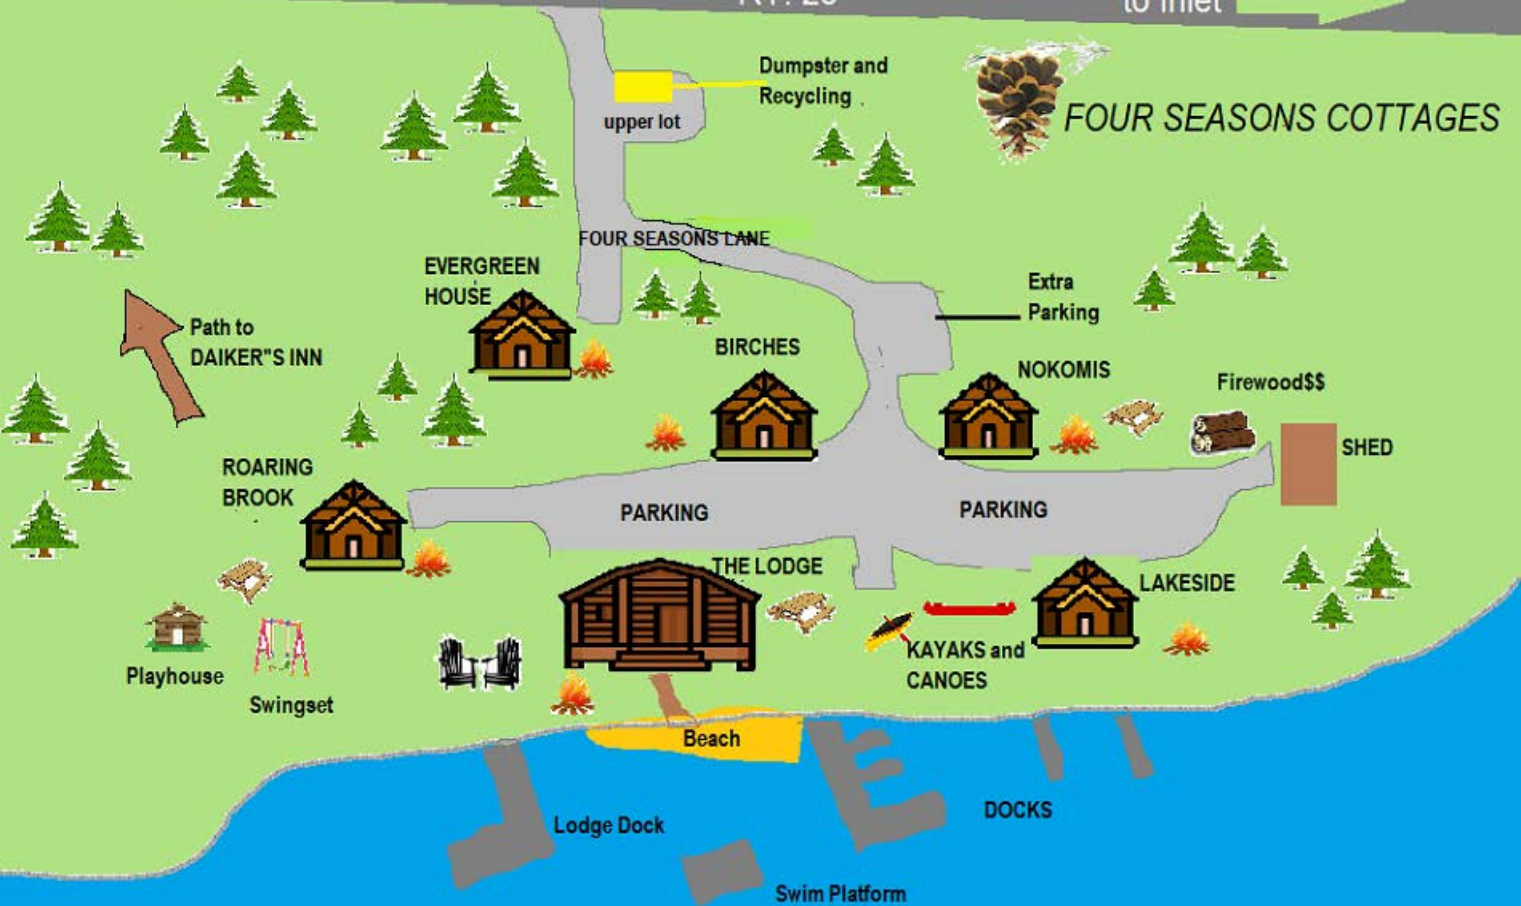 to Inlet
Dumpster and
Recycling
upper lot
FOUR SEASONS COTTAGES
FOUR SEASONS LANE
EVERGREEN
HOUSE
Extra
Parking
Path to
DAIKER"S INN
BIRCHES
NOKOMIS
Firewood$$
SHED
ROARING
BROOK
PARKING
PARKING
THE LODGE
LAKESIDE
KAYAKS and
CANOES
Playhouse
Swingset
Beach
Lodge Dock
DOCKS
Swim Platform